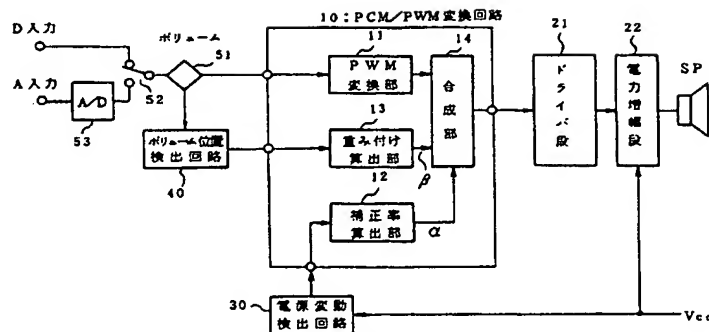 10:PCM/PWM変換回路
D入力
ボリューム
51
11
PWM
変換部
14
合成部
21
ドライバ段
22
電力増幅段
SP
A入力
A/D
52
53
ボリューム位置
検出回路
40
13
重み付け
算出部
β
12
補正率
算出部
α
30
電源変動
検出回路
Vcc